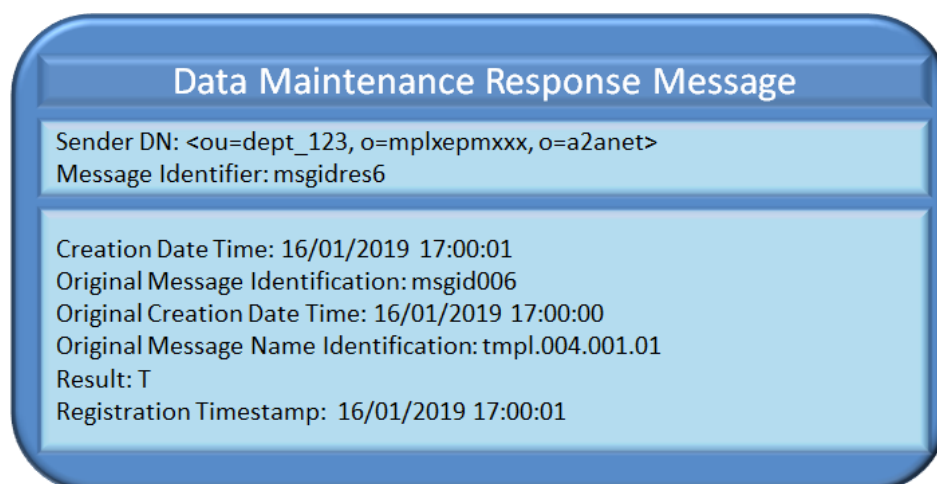 Data Maintenance Response Message
Sender DN: <ou=dept_123, o=mplxepmxxx, o=a2anet>
Message Identifier: msgidres6
Creation Date Time: 16/01/2019 17:00:01
Original Message Identification: msgid006
Original Creation Date Time: 16/01/2019 17:00:00
Original Message Name Identification: tmpl.004.001.01
Result: T
Registration Timestamp: 16/01/2019 17:00:01